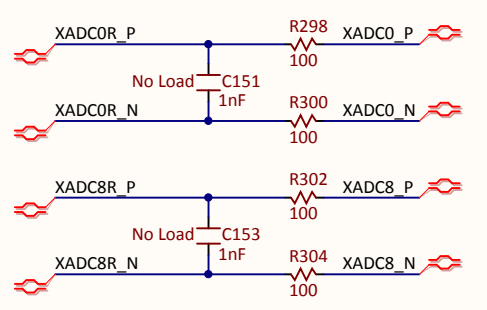 XADC0R_P R298 XADC0_P
100
No Load C151
1nF
XADC0R_N R300 XADC0_N
100
XADC8R_P R302 XADC8_P
100
No Load C153
1nF
XADC8R_N R304 XADC8_N
100